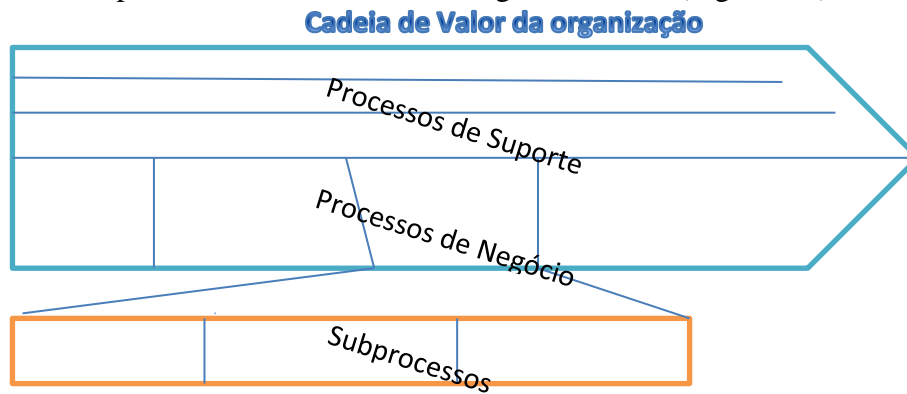 Cadeia de Valor da organização
Processos de Suporte
Processos de Negócio
Subprocessos